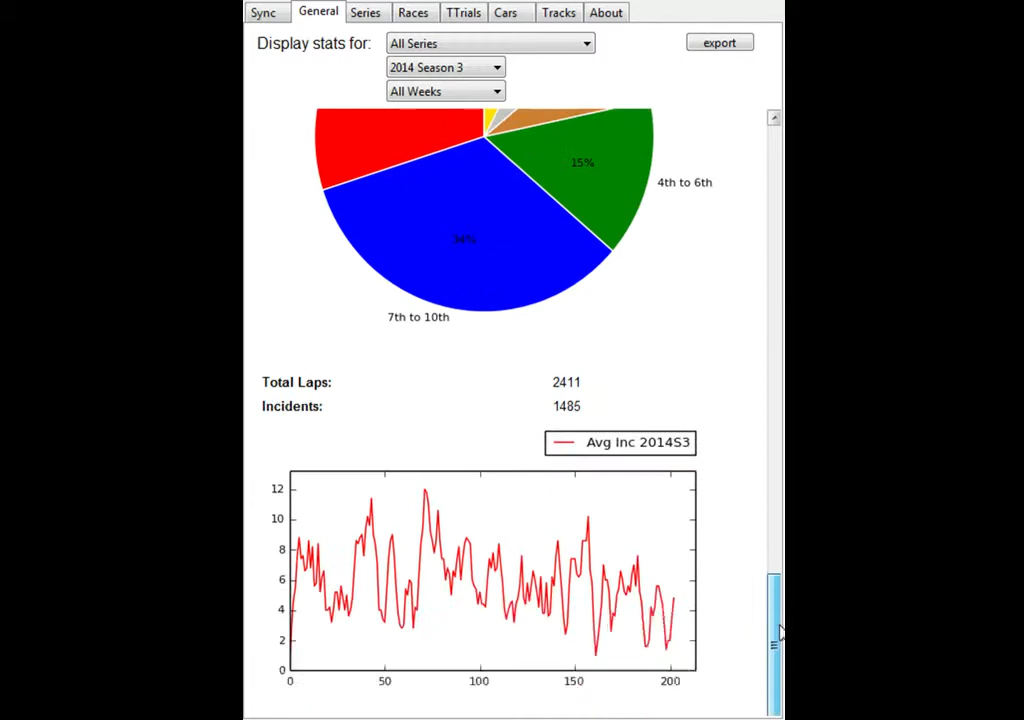 Sync General Series Races TTrials Cars Tracks About
Display stats for: All Series export
2014 Season 3
All Weeks
15%
4th to 6th
34%
7th to 10th
Total Laps: 2411
Incidents: 1485
Avg Inc 2014S3
12
10
8
6
4
2
0
0 50 100 150 200